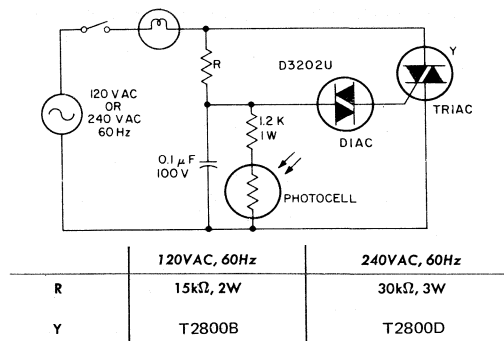 120 VAC
OR
240 VAC
60 Hz
R
D3202U
Y
TRIAC
DIAC
1.2 K
1W
0.1 µF
100 V
PHOTOCELL
120VAC, 60Hz 240VAC, 60Hz
R 15kΩ, 2W 30kΩ, 3W
Y T2800B T2800D